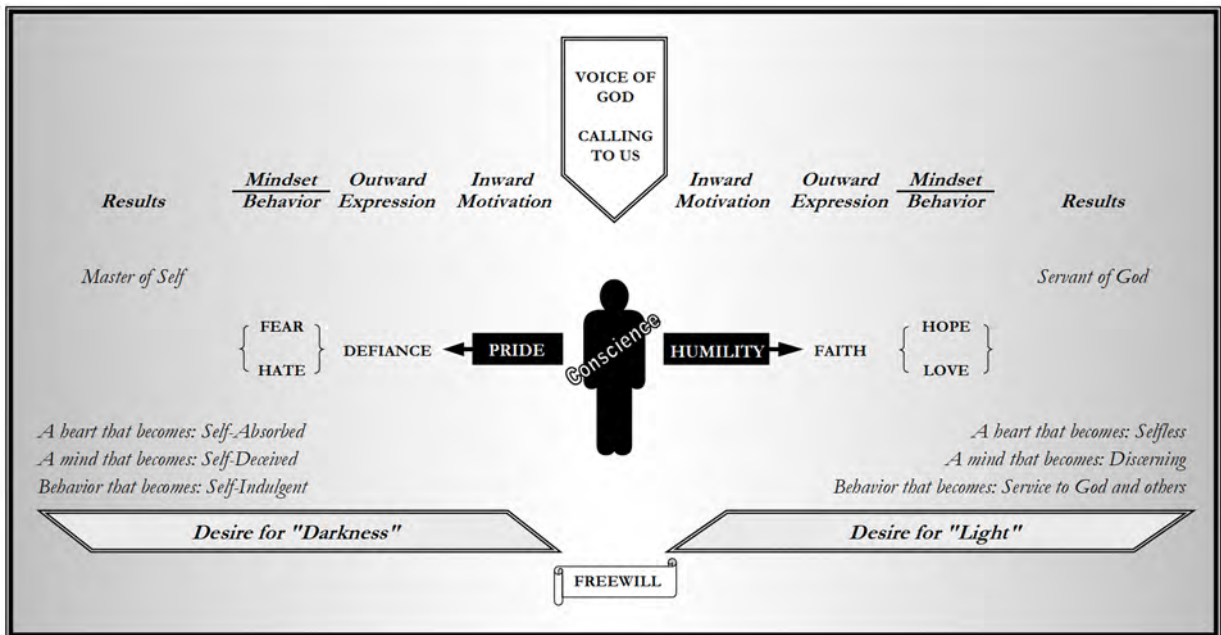 VOICE OF
GOD
CALLING
TO US
Results
Mindset
Behavior
Outward
Expression
Inward
Motivation
Inward
Motivation
Outward
Expression
Mindset
Behavior
Results
Master of Self
Servant of God
FEAR
HATE
DEFIANCE
PRIDE
Conscience
HUMILITY
FAITH
HOPE
LOVE
A heart that becomes: Self-Absorbed
A mind that becomes: Self-Deceived
Behavior that becomes: Self-Indulgent
A heart that becomes: Selfless
A mind that becomes: Discerning
Behavior that becomes: Service to God and others
Desire for "Darkness"
Desire for "Light"
FREEWILL